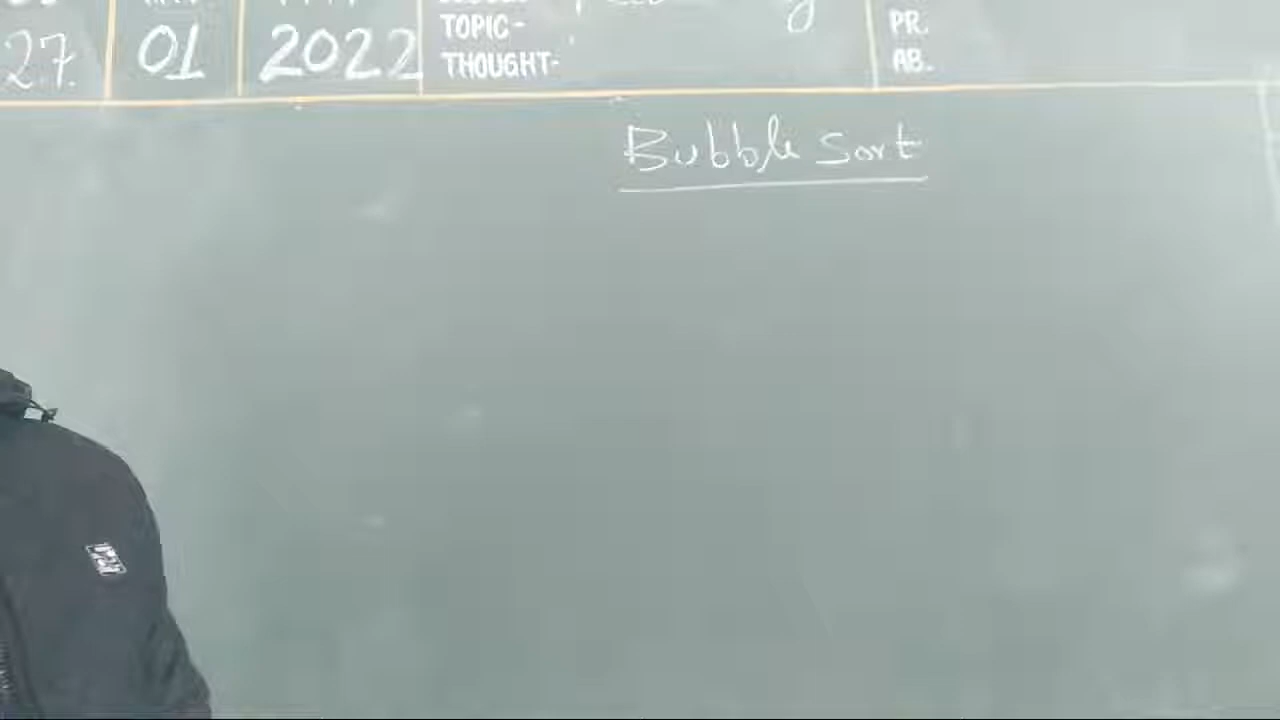 27. 01 2022
TOPIC-
THOUGHT-
PR.
AB.
Bubble Sort